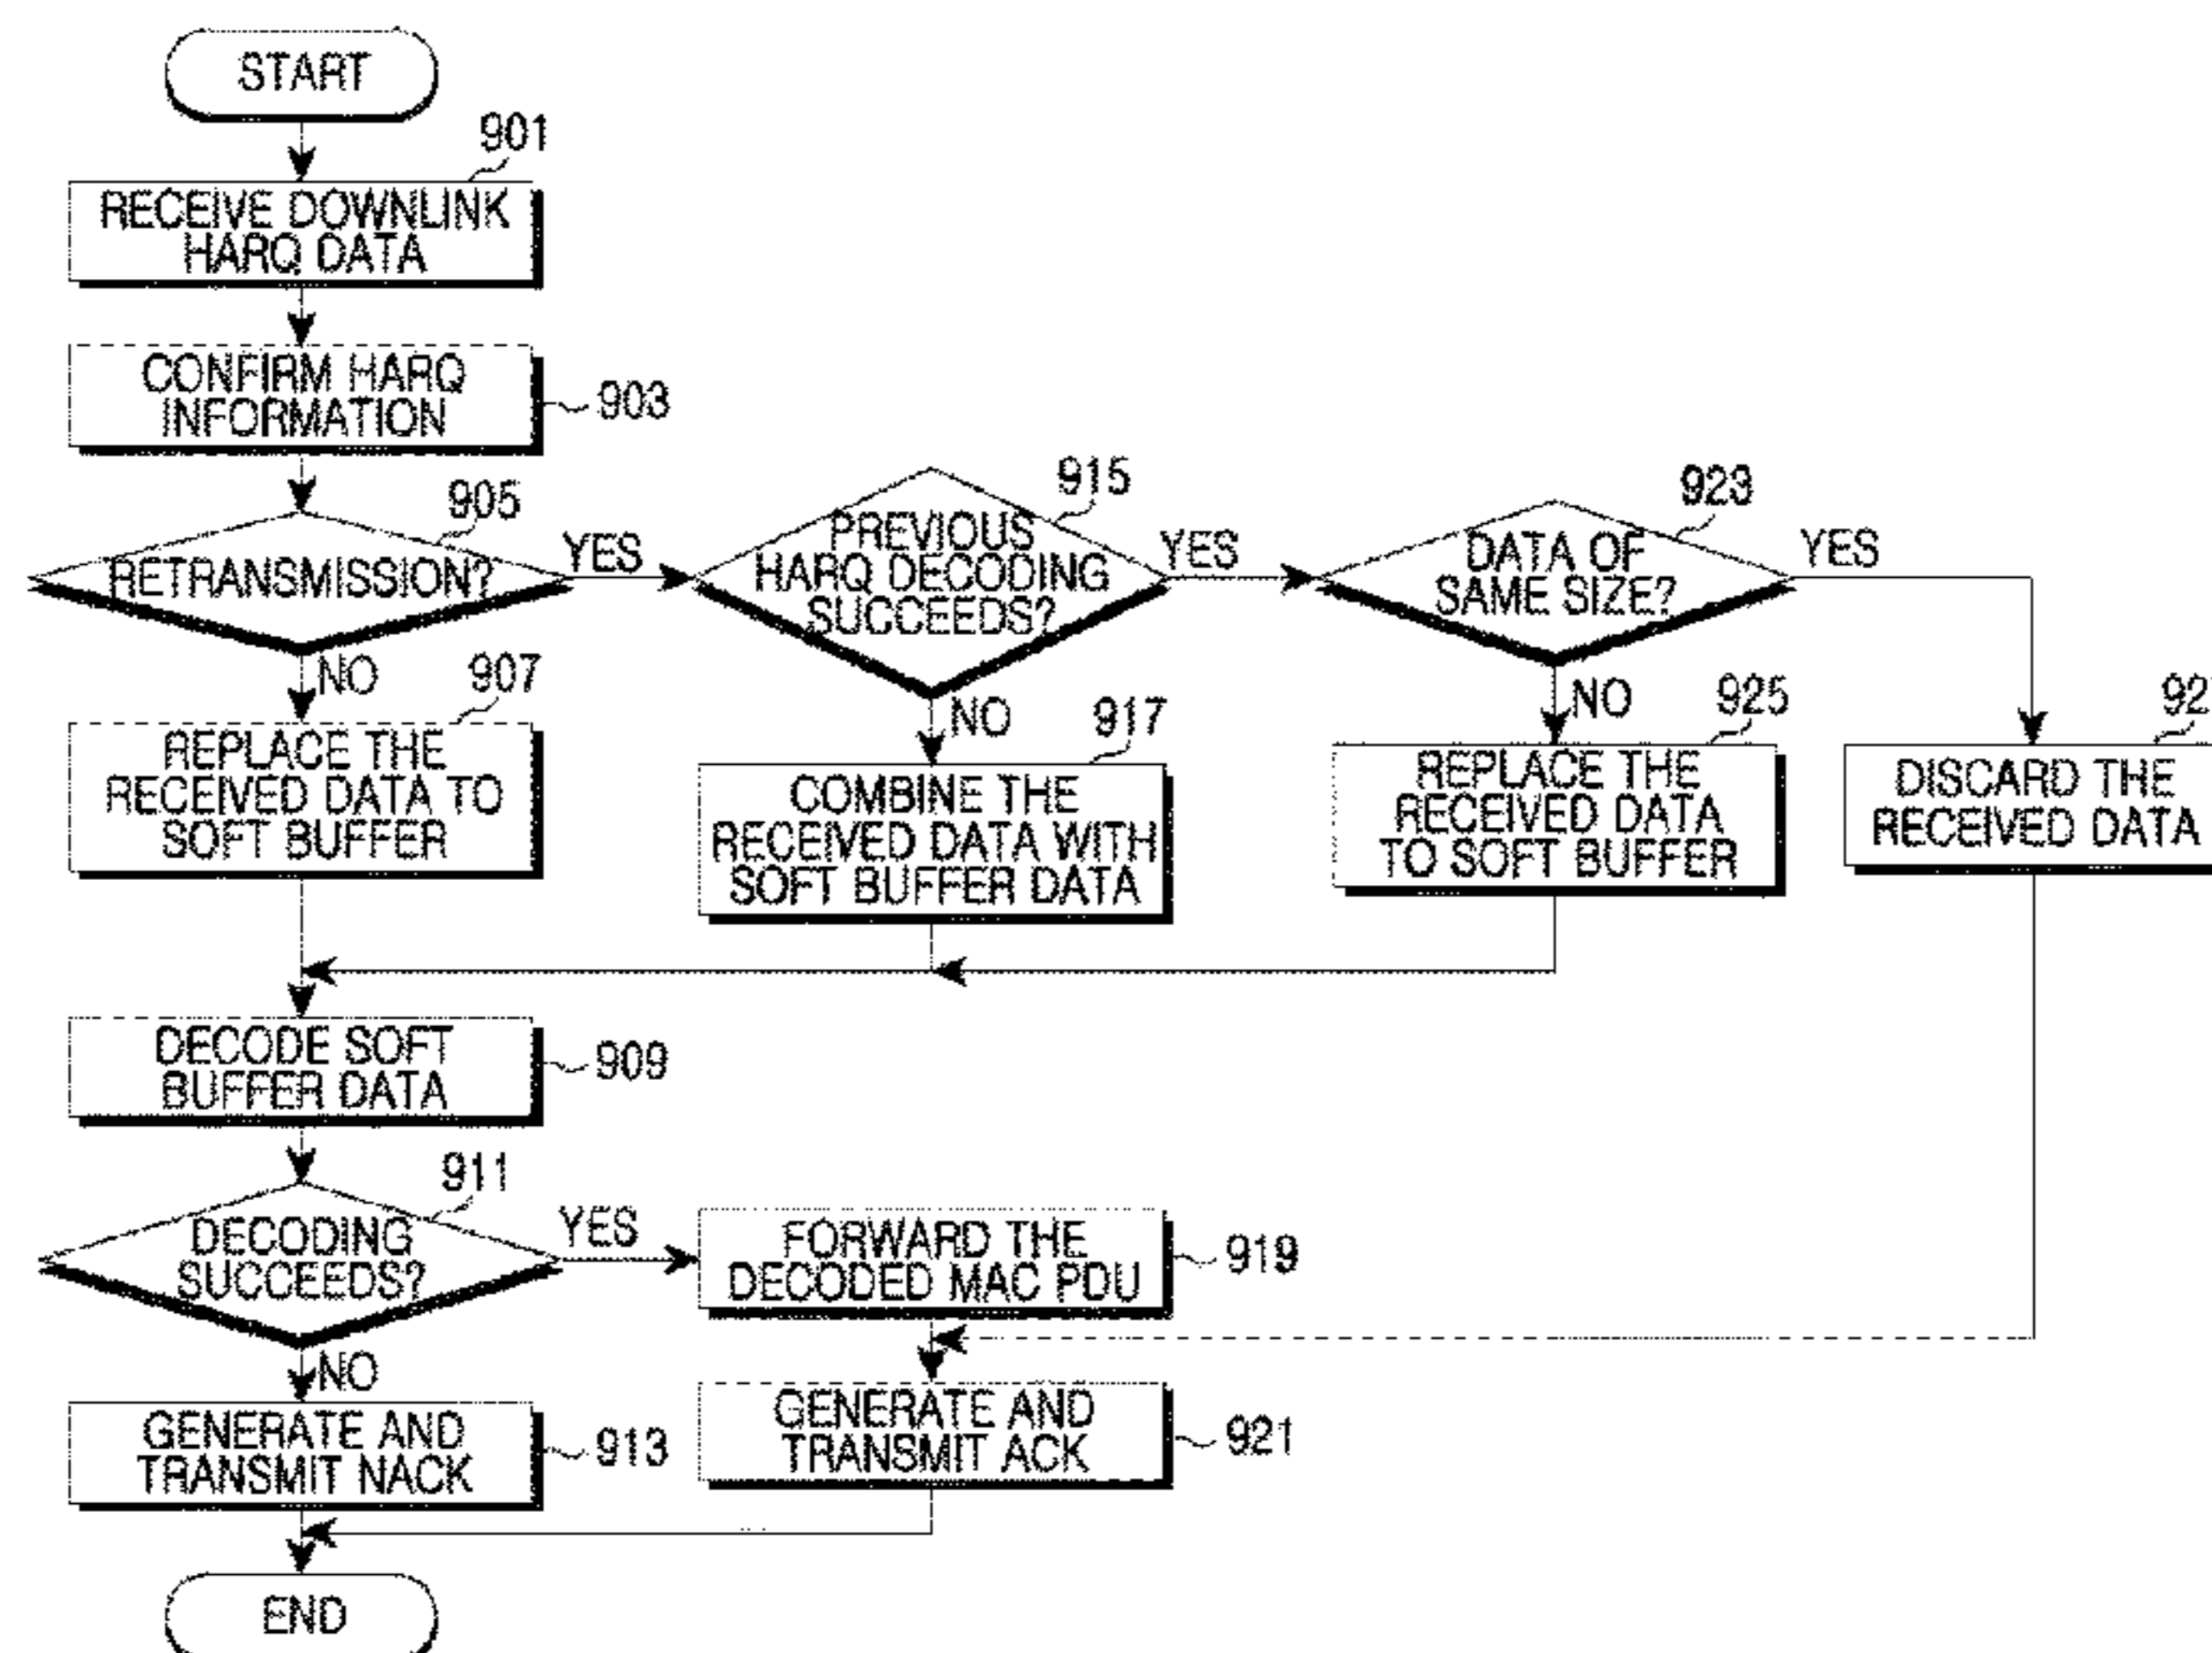 START
901
RECEIVE DOWNLINK
HARQ DATA
CONFIRM HARQ
INFORMATION
903
905
RETRANSMISSION?
YES
NO
915
PREVIOUS
HARQ DECODING
SUCCEEDS?
YES
NO
923
DATA OF
SAME SIZE?
YES
NO
907
REPLACE THE
RECEIVED DATA TO
SOFT BUFFER
917
COMBINE THE
RECEIVED DATA WITH
SOFT BUFFER DATA
925
REPLACE THE
RECEIVED DATA
TO SOFT BUFFER
DISCARD THE
RECEIVED DATA
DECODE SOFT
BUFFER DATA
909
911
DECODING
SUCCEEDS?
YES
NO
FORWARD THE
DECODED MAC PDU
919
GENERATE AND
TRANSMIT NACK
913
GENERATE AND
TRANSMIT ACK
921
END